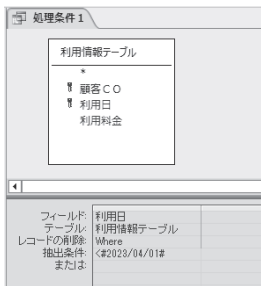 処理条件1
利用情報テーブル
*
顧客CO
利用日
利用料金
フィールド: 利用日
テーブル: 利用情報テーブル
レコードの削除: Where
抽出条件: <#2023/04/01#
または: